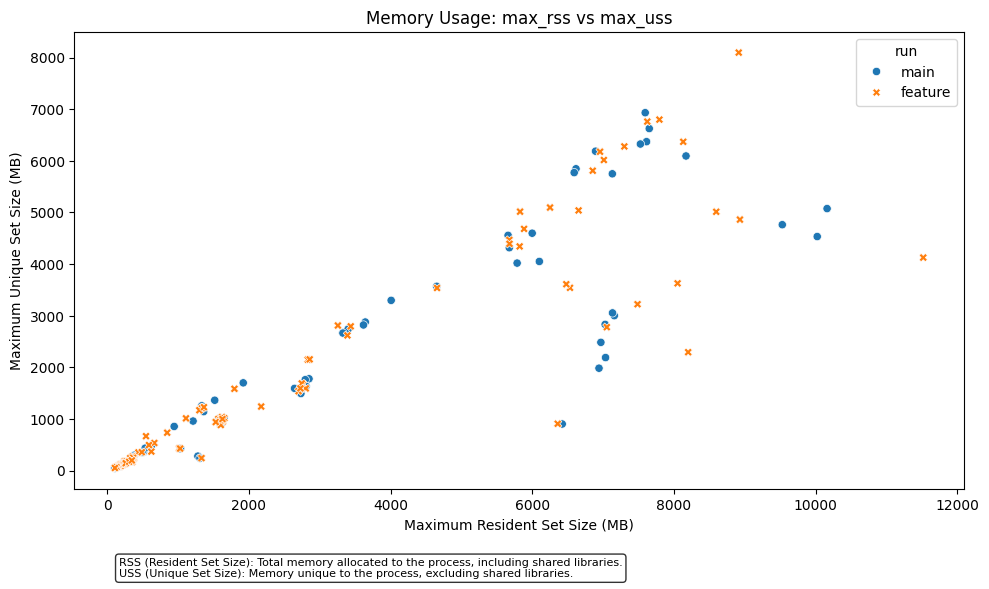 Memory Usage: max_rss vs max_uss
run
main
feature
Maximum Unique Set Size (MB)
8000
7000
6000
5000
4000
3000
2000
1000
0
0 2000 4000 6000 8000 10000 12000
Maximum Resident Set Size (MB)
RSS (Resident Set Size): Total memory allocated to the process, including shared libraries.
USS (Unique Set Size): Memory unique to the process, excluding shared libraries.